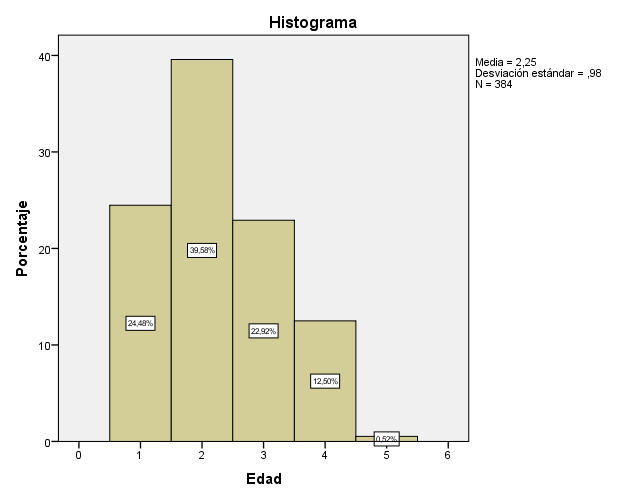 Histograma
Media = 2,25
Desviación estándar = ,98
N = 384
Porcentaje
40
30
20
10
0
24,48%
39,58%
22,92%
12,50%
0,52%
0 1 2 3 4 5 6
Edad